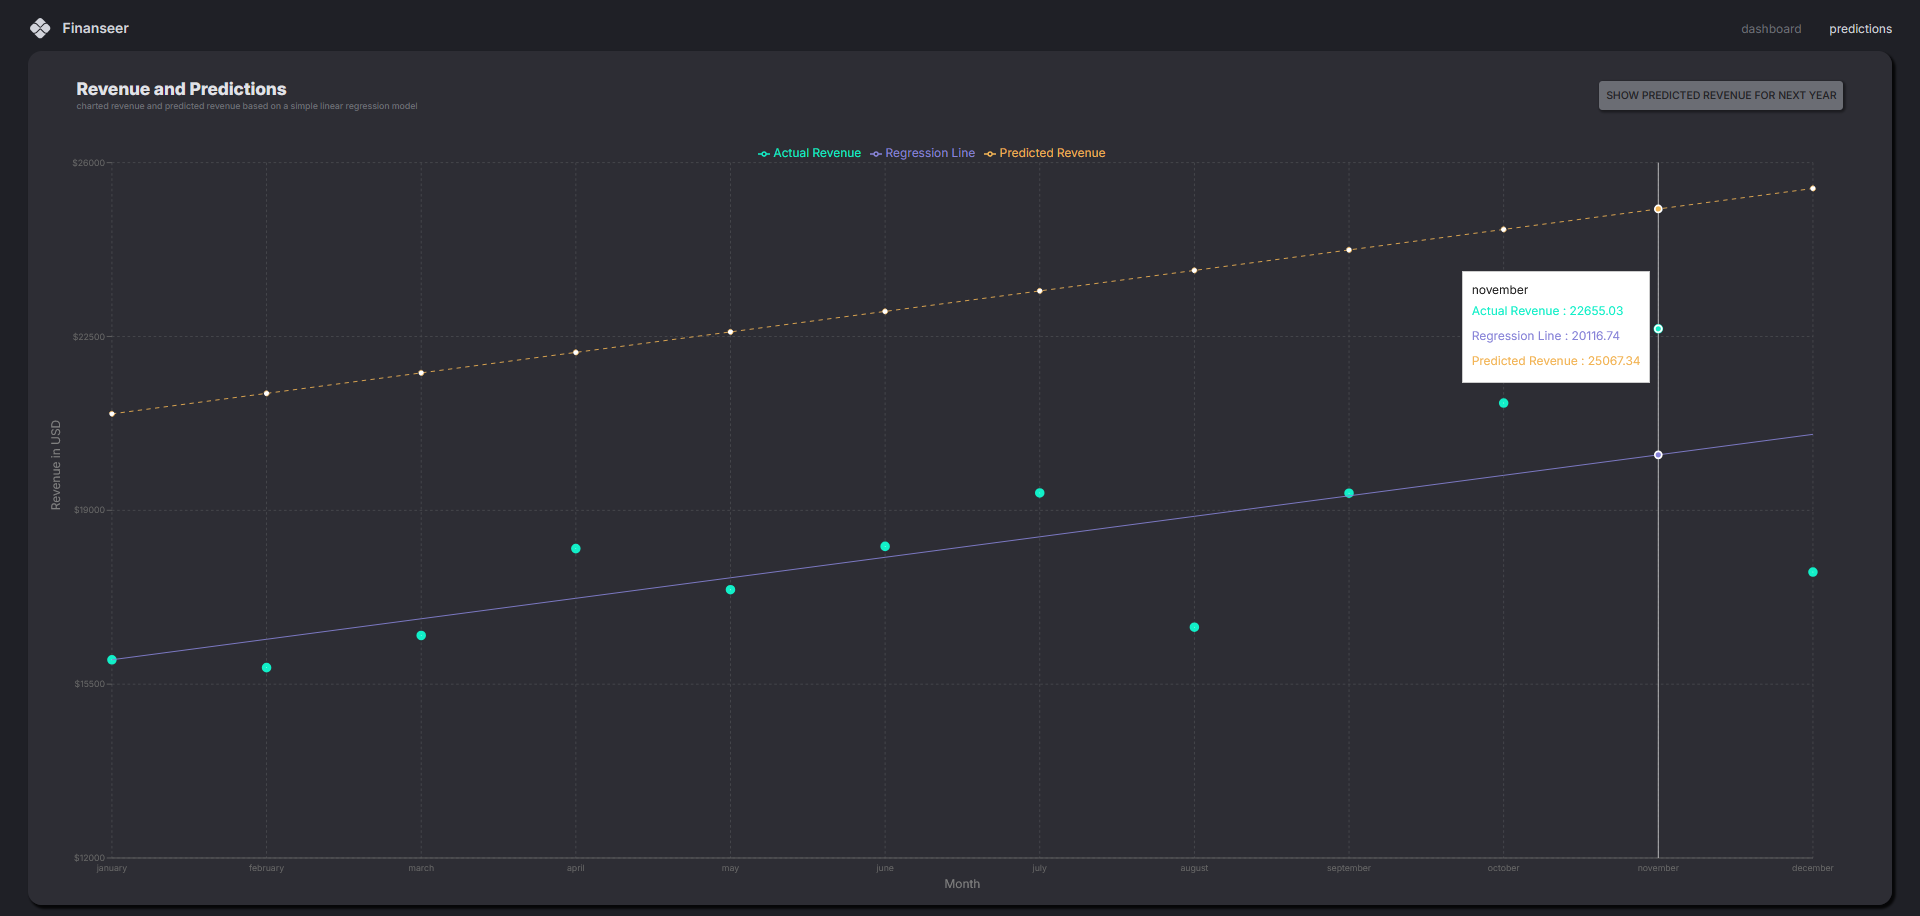 Finanseer
dashboard predictions
Revenue and Predictions
charted revenue and predicted revenue based on a simple linear regression model
SHOW PREDICTED REVENUE FOR NEXT YEAR
Actual Revenue Regression Line Predicted Revenue
$26000
$22500
$19000
$15500
$12000
Revenue in USD
november
Actual Revenue : 22655.03
Regression Line : 20116.74
Predicted Revenue : 25067.34
january february march april may june july august september october november december
Month